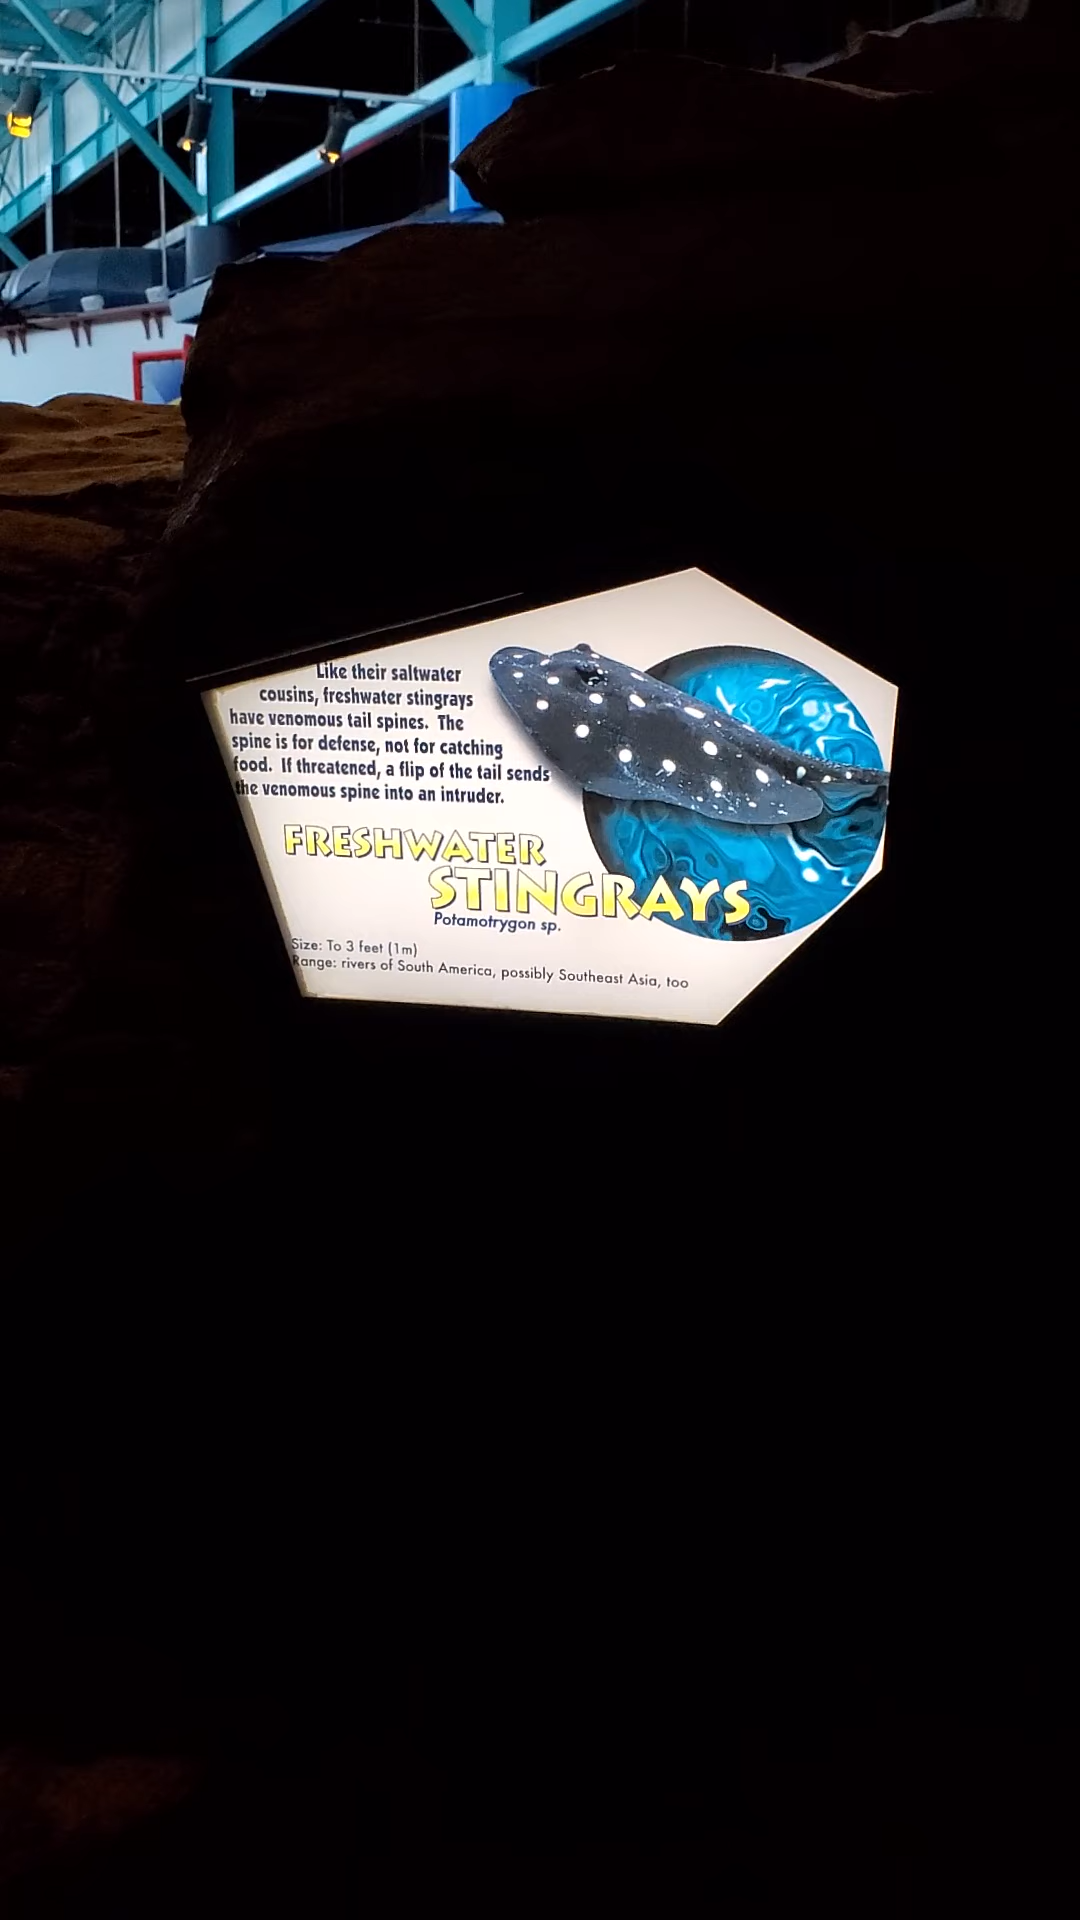 Like their saltwater
cousins, freshwater stingrays
have venomous tail spines. The
spine is for defense, not for catching
food. If threatened, a flip of the tail sends
the venomous spine into an intruder.
FRESHWATER
STINGRAYS
Potamotrygon sp.
Size: To 3 feet (1m)
Range: rivers of South America, possibly Southeast Asia, too